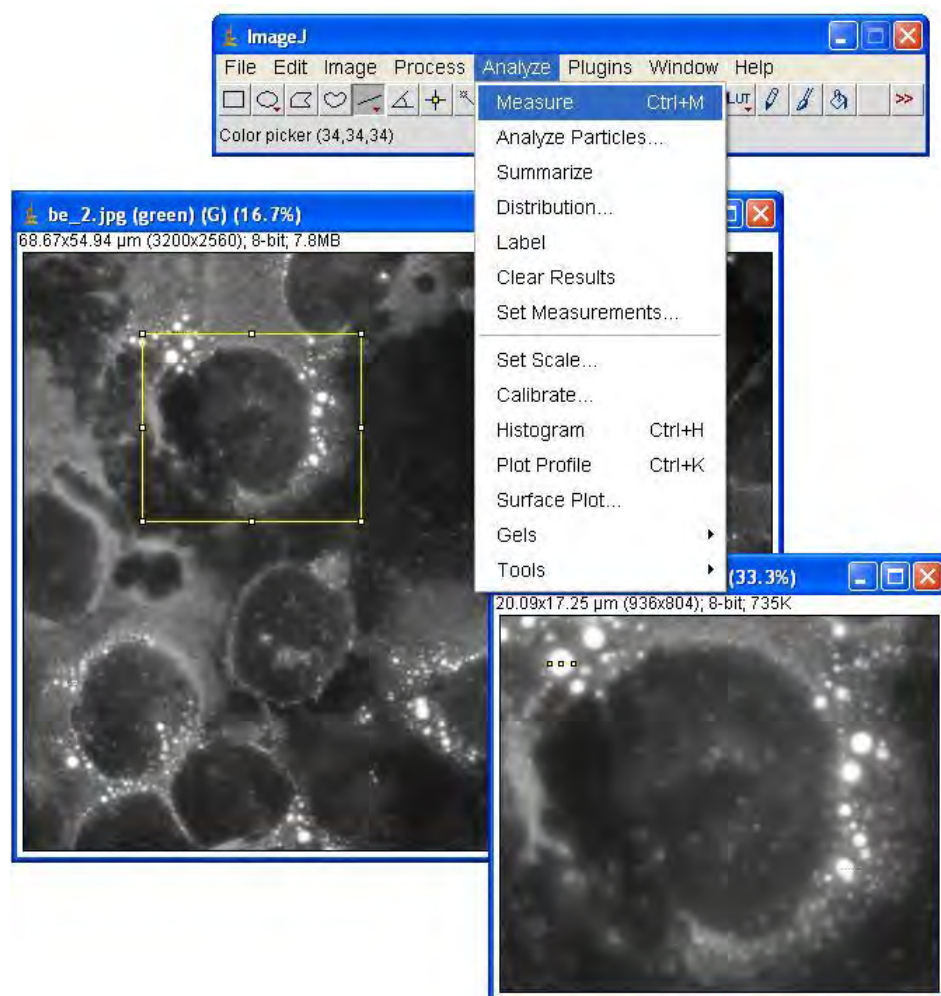 ImageJ
File Edit Image Process Analyze Plugins Window Help
LUT >>
Color picker (34,34,34)
Measure Ctrl+M
Analyze Particles...
Summarize
Distribution...
Label
Clear Results
Set Measurements...
Set Scale...
Calibrate...
Histogram Ctrl+H
Plot Profile Ctrl+K
Surface Plot...
Gels
Tools
be_2.jpg (green) (G) (16.7%)
68.67x54.94 µm (3200x2560); 8-bit; 7.8MB
(33.3%)
20.09x17.25 µm (936x804); 8-bit; 735K